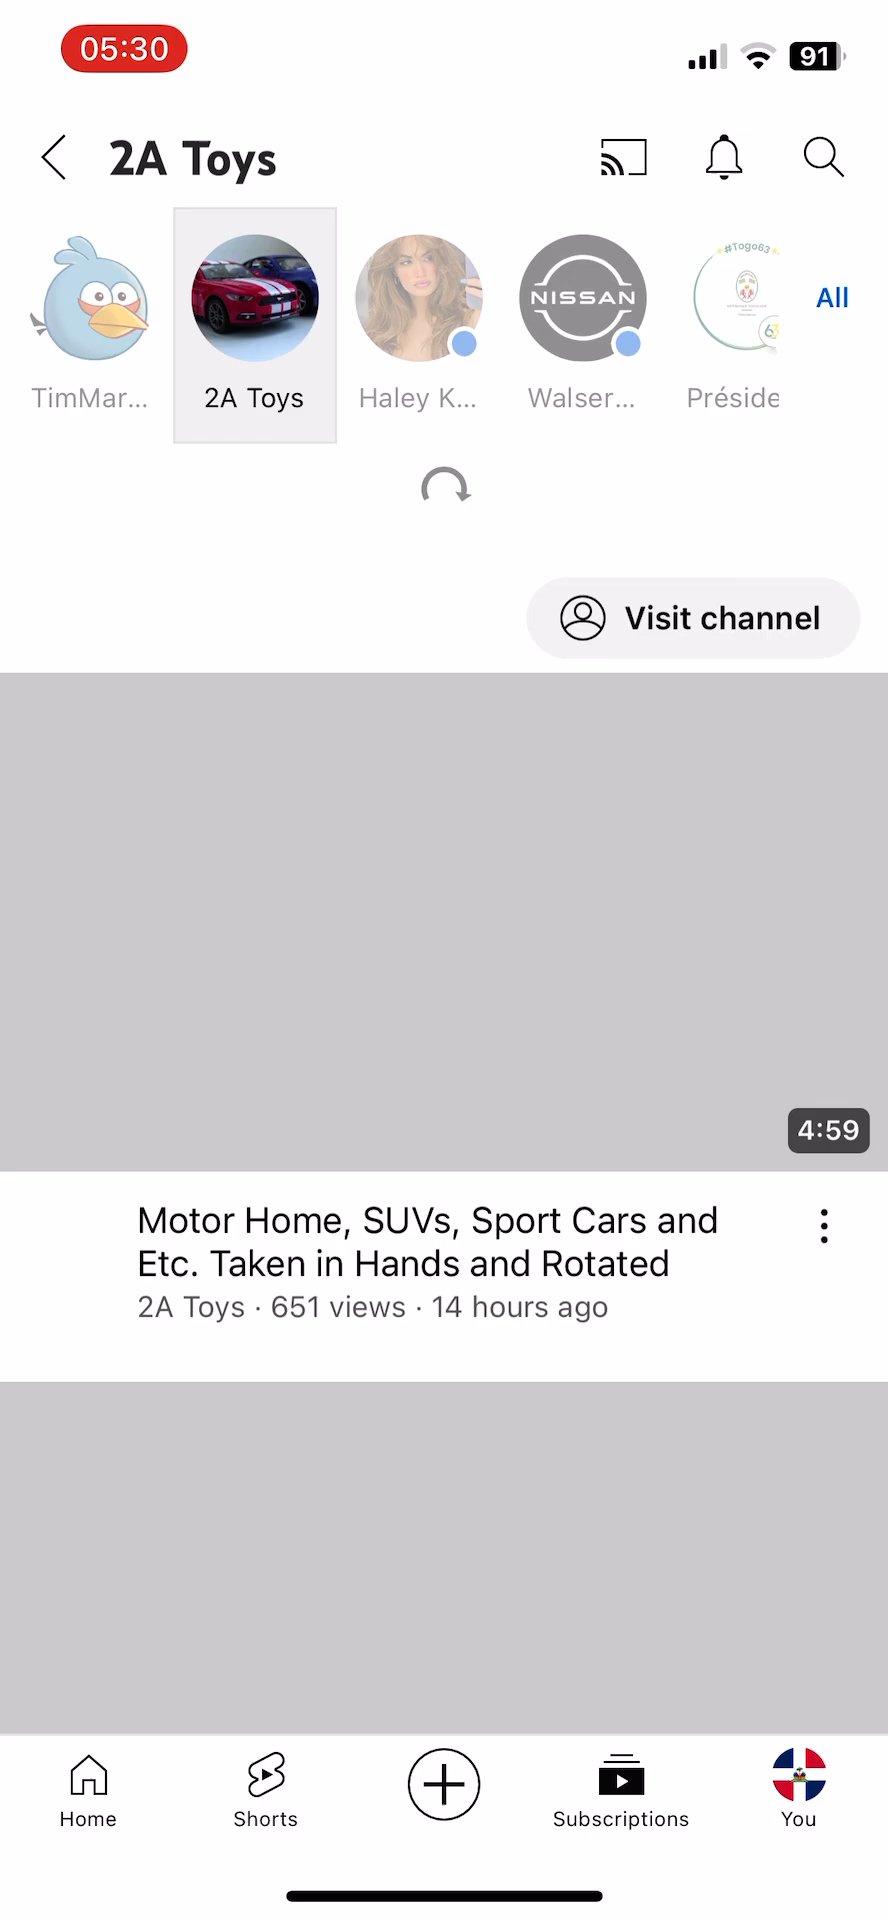 05:30
91
2A Toys
#Togo63
NISSAN
63
All
TimMar...
2A Toys
Haley K...
Walser...
Préside
Visit channel
4:59
Motor Home, SUVs, Sport Cars and
Etc. Taken in Hands and Rotated
2A Toys · 651 views · 14 hours ago
Home
Shorts
Subscriptions
You